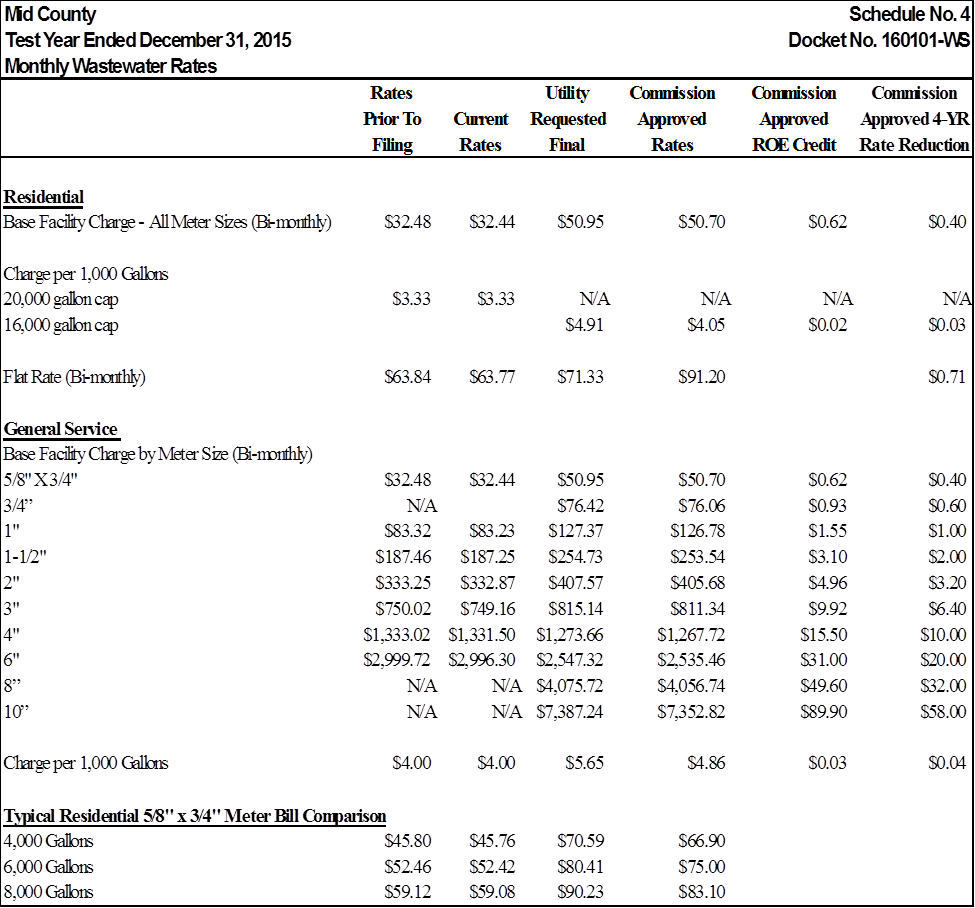 Mid County Schedule No. 4
Test Year Ended December 31, 2015 Docket No. 160101-WS
Monthly Wastewater Rates
Rates Utility Commission Commission Commission
Prior To Current Requested Approved Approved Approved 4-YR
Filing Rates Final Rates ROE Credit Rate Reduction
Residential
Base Facility Charge - All Meter Sizes (Bi-monthly) $32.48 $32.44 $50.95 $50.70 $0.62 $0.40
Charge per 1,000 Gallons
20,000 gallon cap $3.33 $3.33 N/A N/A N/A N/A
16,000 gallon cap $4.91 $4.05 $0.02 $0.03
Flat Rate (Bi-monthly) $63.84 $63.77 $71.33 $91.20 $0.71
General Service
Base Facility Charge by Meter Size (Bi-monthly)
5/8" X 3/4" $32.48 $32.44 $50.95 $50.70 $0.62 $0.40
3/4” N/A $76.42 $76.06 $0.93 $0.60
1" $83.32 $83.23 $127.37 $126.78 $1.55 $1.00
1-1/2" $187.46 $187.25 $254.73 $253.54 $3.10 $2.00
2" $333.25 $332.87 $407.57 $405.68 $4.96 $3.20
3" $750.02 $749.16 $815.14 $811.34 $9.92 $6.40
4" $1,333.02 $1,331.50 $1,273.66 $1,267.72 $15.50 $10.00
6" $2,999.72 $2,996.30 $2,547.32 $2,535.46 $31.00 $20.00
8” N/A N/A $4,075.72 $4,056.74 $49.60 $32.00
10” N/A N/A $7,387.24 $7,352.82 $89.90 $58.00
Charge per 1,000 Gallons $4.00 $4.00 $5.65 $4.86 $0.03 $0.04
Typical Residential 5/8" x 3/4" Meter Bill Comparison
4,000 Gallons $45.80 $45.76 $70.59 $66.90
6,000 Gallons $52.46 $52.42 $80.41 $75.00
8,000 Gallons $59.12 $59.08 $90.23 $83.10